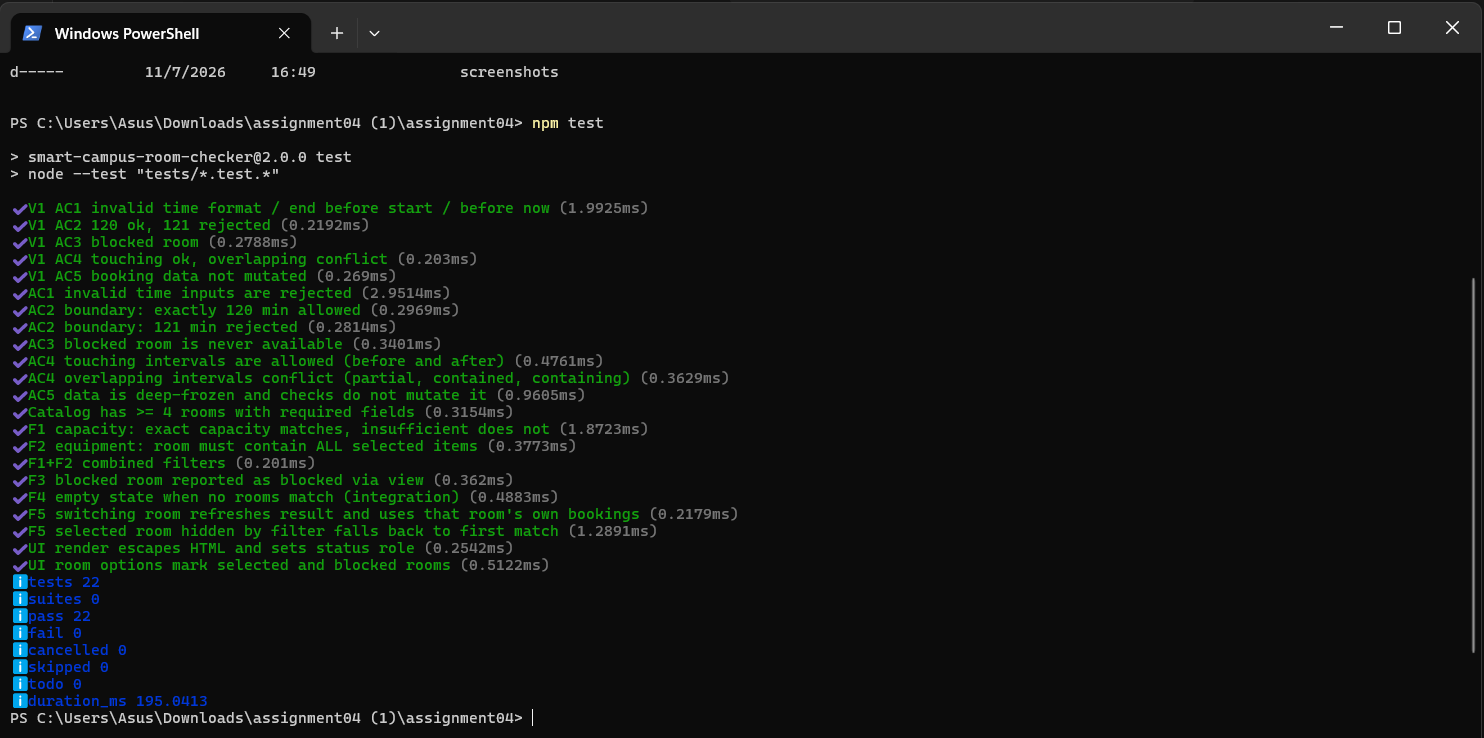 Windows PowerShell
d-----        11/7/2026     16:49                screenshots
PS C:\Users\Asus\Downloads\assignment04 (1)\assignment04> npm test
> smart-campus-room-checker@2.0.0 test
> node --test "tests/*.test.*"
✔V1 AC1 invalid time format / end before start / before now (1.9925ms)
✔V1 AC2 120 ok, 121 rejected (0.2192ms)
✔V1 AC3 blocked room (0.2788ms)
✔V1 AC4 touching ok, overlapping conflict (0.203ms)
✔V1 AC5 booking data not mutated (0.269ms)
✔AC1 invalid time inputs are rejected (2.9514ms)
✔AC2 boundary: exactly 120 min allowed (0.2969ms)
✔AC2 boundary: 121 min rejected (0.2814ms)
✔AC3 blocked room is never available (0.3401ms)
✔AC4 touching intervals are allowed (before and after) (0.4761ms)
✔AC4 overlapping intervals conflict (partial, contained, containing) (0.3629ms)
✔AC5 data is deep-frozen and checks do not mutate it (0.9605ms)
✔Catalog has >= 4 rooms with required fields (0.3154ms)
✔F1 capacity: exact capacity matches, insufficient does not (1.8723ms)
✔F2 equipment: room must contain ALL selected items (0.3773ms)
✔F1+F2 combined filters (0.201ms)
✔F3 blocked room reported as blocked via view (0.362ms)
✔F4 empty state when no rooms match (integration) (0.4883ms)
✔F5 switching room refreshes result and uses that room's own bookings (0.2179ms)
✔F5 selected room hidden by filter falls back to first match (1.2891ms)
✔UI render escapes HTML and sets status role (0.2542ms)
✔UI room options mark selected and blocked rooms (0.5122ms)
ℹtests 22
ℹsuites 0
ℹpass 22
ℹfail 0
ℹcancelled 0
ℹskipped 0
ℹtodo 0
ℹduration_ms 195.0413
PS C:\Users\Asus\Downloads\assignment04 (1)\assignment04>